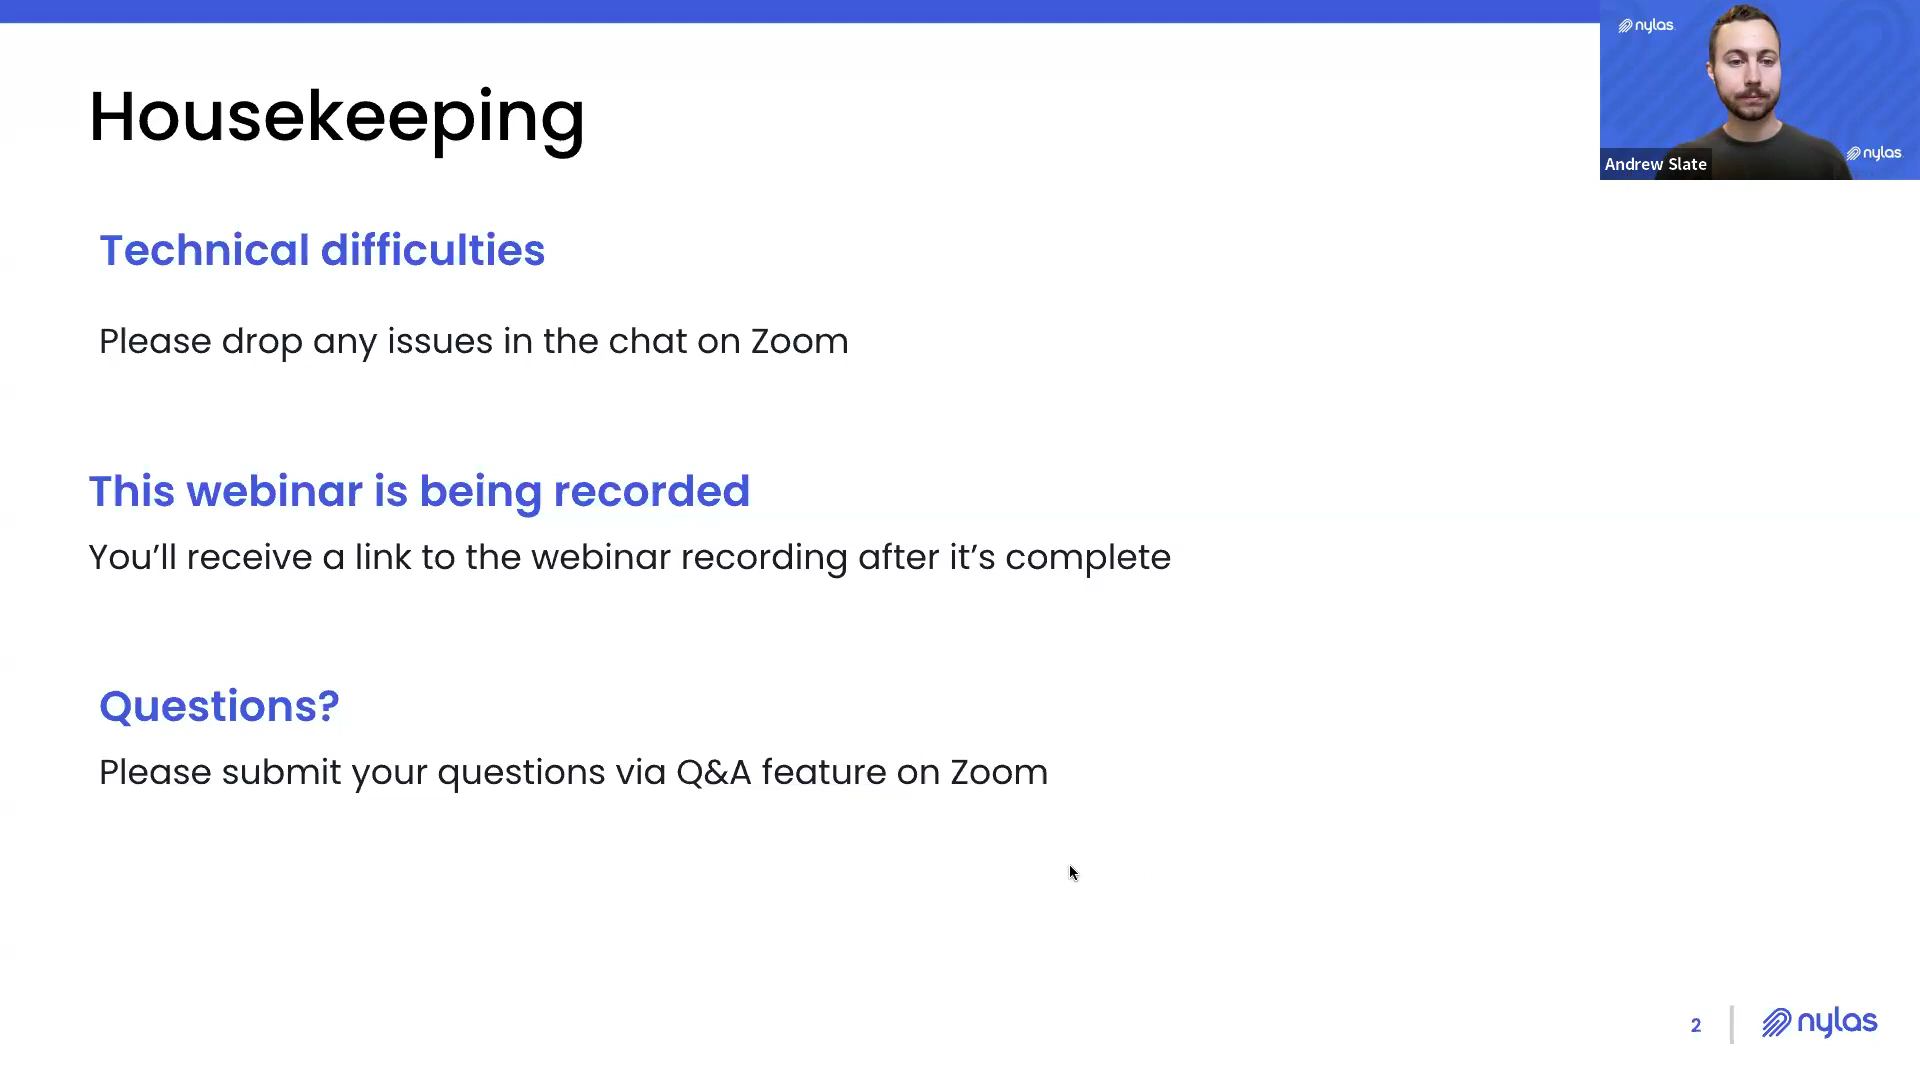 Housekeeping
nylas
nylas
Andrew Slate
Technical difficulties
Please drop any issues in the chat on Zoom
This webinar is being recorded
You’ll receive a link to the webinar recording after it’s complete
Questions?
Please submit your questions via Q&A feature on Zoom
2
nylas